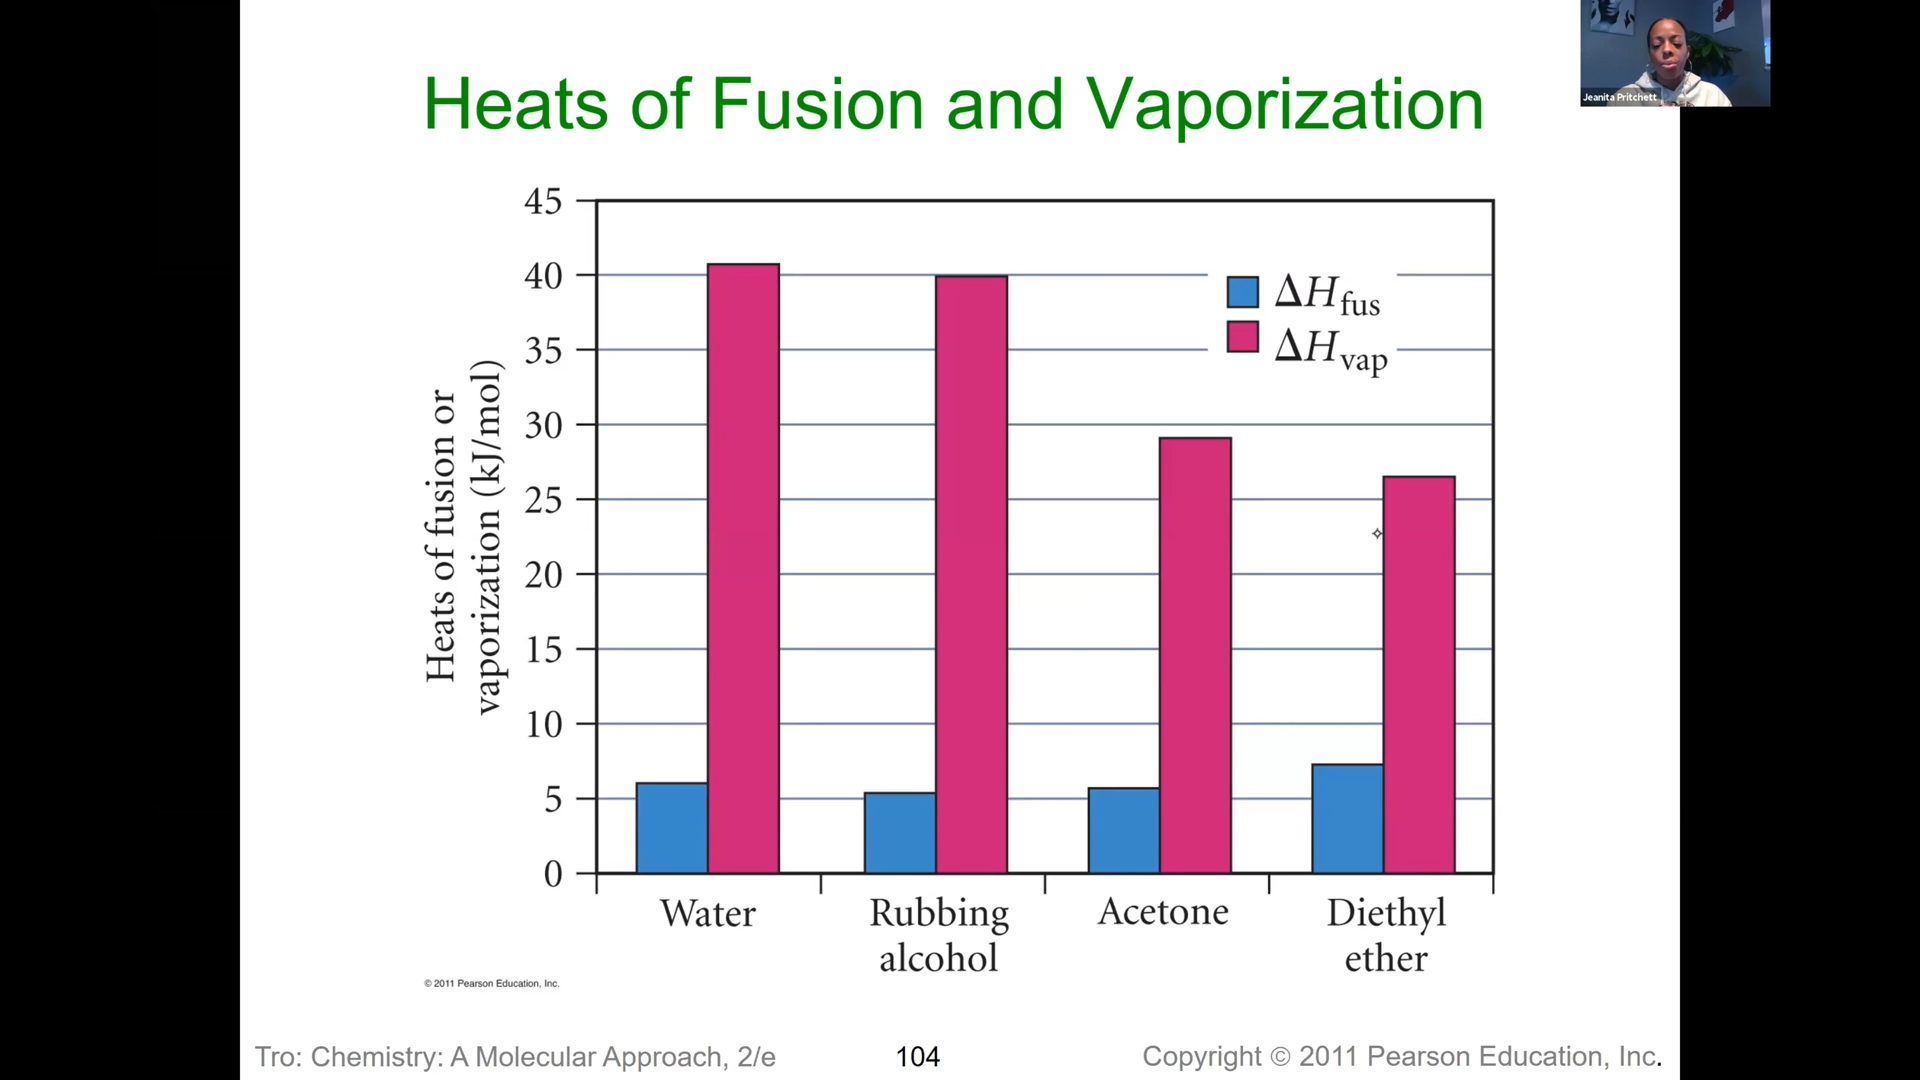 Jeanita Pritchett
Heats of Fusion and Vaporization
45
40
35
30
25
20
15
10
5
0
Heats of fusion or
vaporization (kJ/mol)
ΔHfus
ΔHvap
Water
Rubbing
alcohol
Acetone
Diethyl
ether
© 2011 Pearson Education, Inc.
Tro: Chemistry: A Molecular Approach, 2/e
104
Copyright © 2011 Pearson Education, Inc.